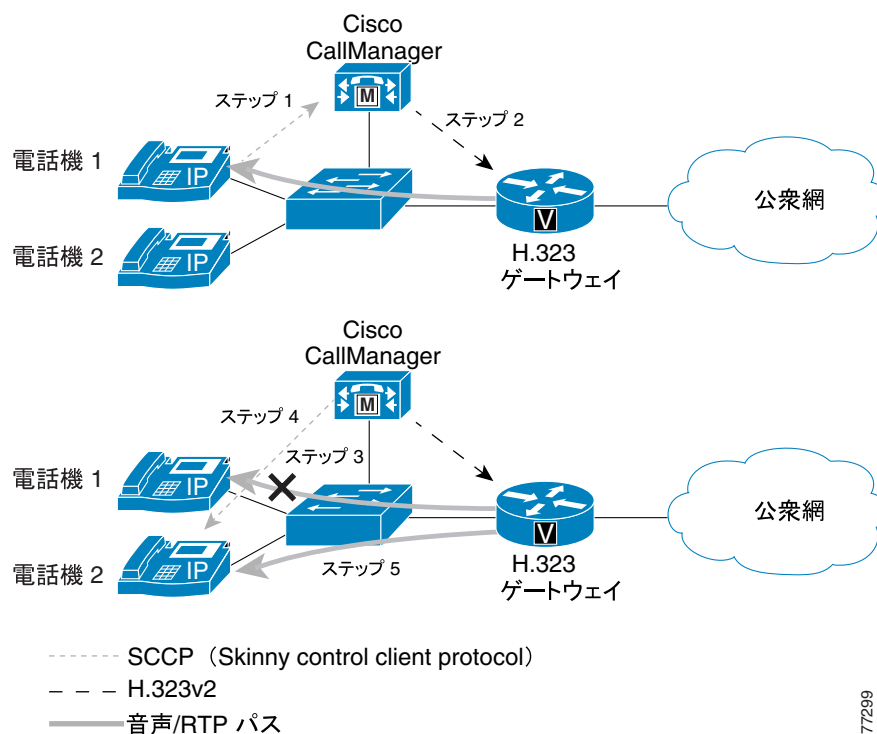 Cisco
CallManager
M
ステップ 1
ステップ 2
電話機 1
IP
公衆網
V
電話機 2
IP
H.323
ゲートウェイ
Cisco
CallManager
M
ステップ 4
ステップ 3
電話機 1
IP
公衆網
V
電話機 2
IP
ステップ 5
H.323
ゲートウェイ
SCCP（Skinny control client protocol）
H.323v2
音声/RTP パス
77299